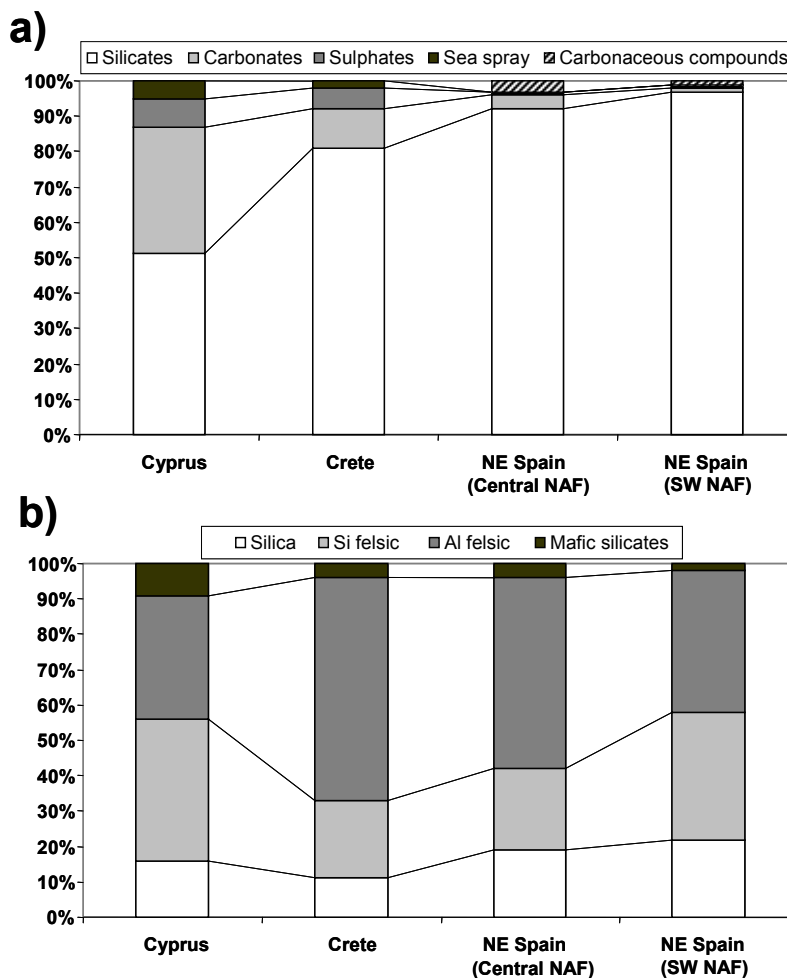 a)
Silicates Carbonates Sulphates Sea spray Carbonaceous compounds
100%
90%
80%
70%
60%
50%
40%
30%
20%
10%
0%
Cyprus Crete NE Spain NE Spain
(Central NAF) (SW NAF)
b)
Silica Si felsic Al felsic Mafic silicates
100%
90%
80%
70%
60%
50%
40%
30%
20%
10%
0%
Cyprus Crete NE Spain NE Spain
(Central NAF) (SW NAF)